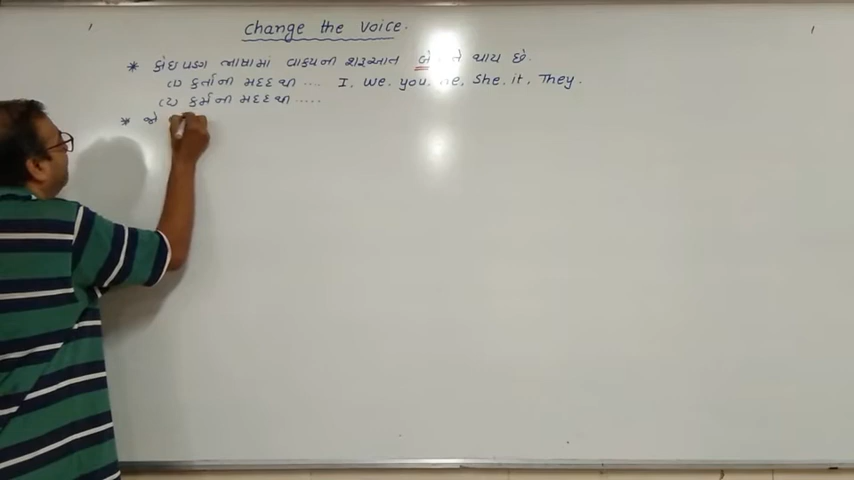 Change the Voice.
* કોઇ પણ ભાષામાં વાક્યની શરૂઆત બે રીતે થાય છે.
(૧) કર્તાની મદદથી .... I, We, you, he, She, it, They.
(૨) કર્મની મદદથી .....
* જો